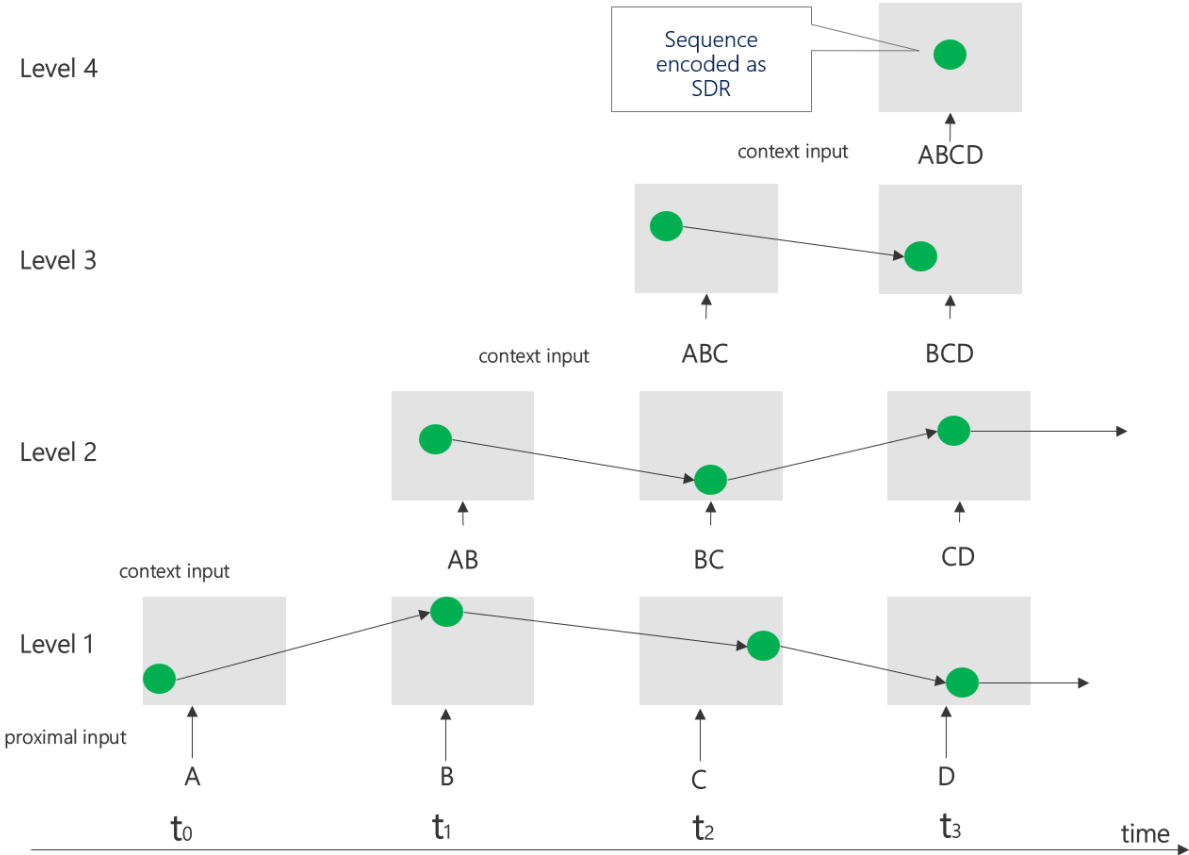 Level 4
Sequence
encoded as
SDR
context input
ABCD
Level 3
context input
ABC
BCD
Level 2
context input
AB
BC
CD
Level 1
proximal input
A
B
C
D
t0
t1
t2
t3
time